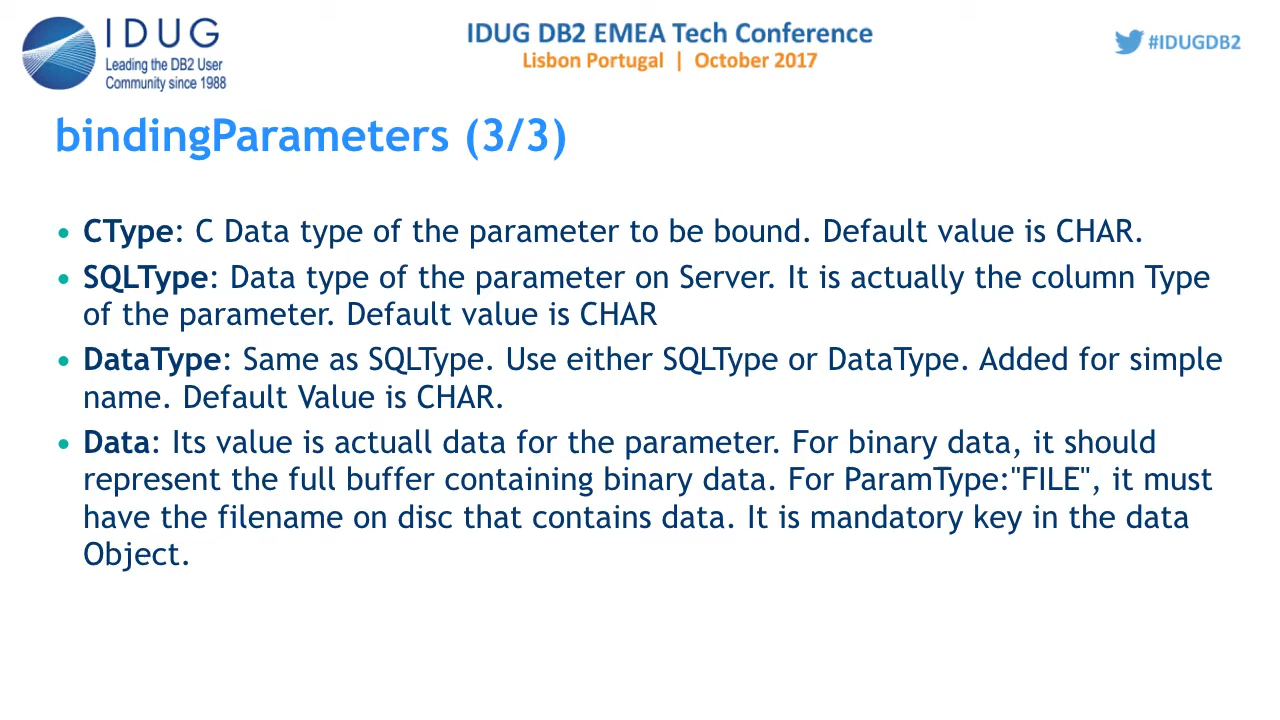 IDUG
Leading the DB2 User
Community since 1988
IDUG DB2 EMEA Tech Conference
Lisbon Portugal | October 2017
#IDUGDB2
bindingParameters (3/3)
• CType: C Data type of the parameter to be bound. Default value is CHAR.
• SQLType: Data type of the parameter on Server. It is actually the column Type
of the parameter. Default value is CHAR
• DataType: Same as SQLType. Use either SQLType or DataType. Added for simple
name. Default Value is CHAR.
• Data: Its value is actuall data for the parameter. For binary data, it should
represent the full buffer containing binary data. For ParamType:"FILE", it must
have the filename on disc that contains data. It is mandatory key in the data
Object.